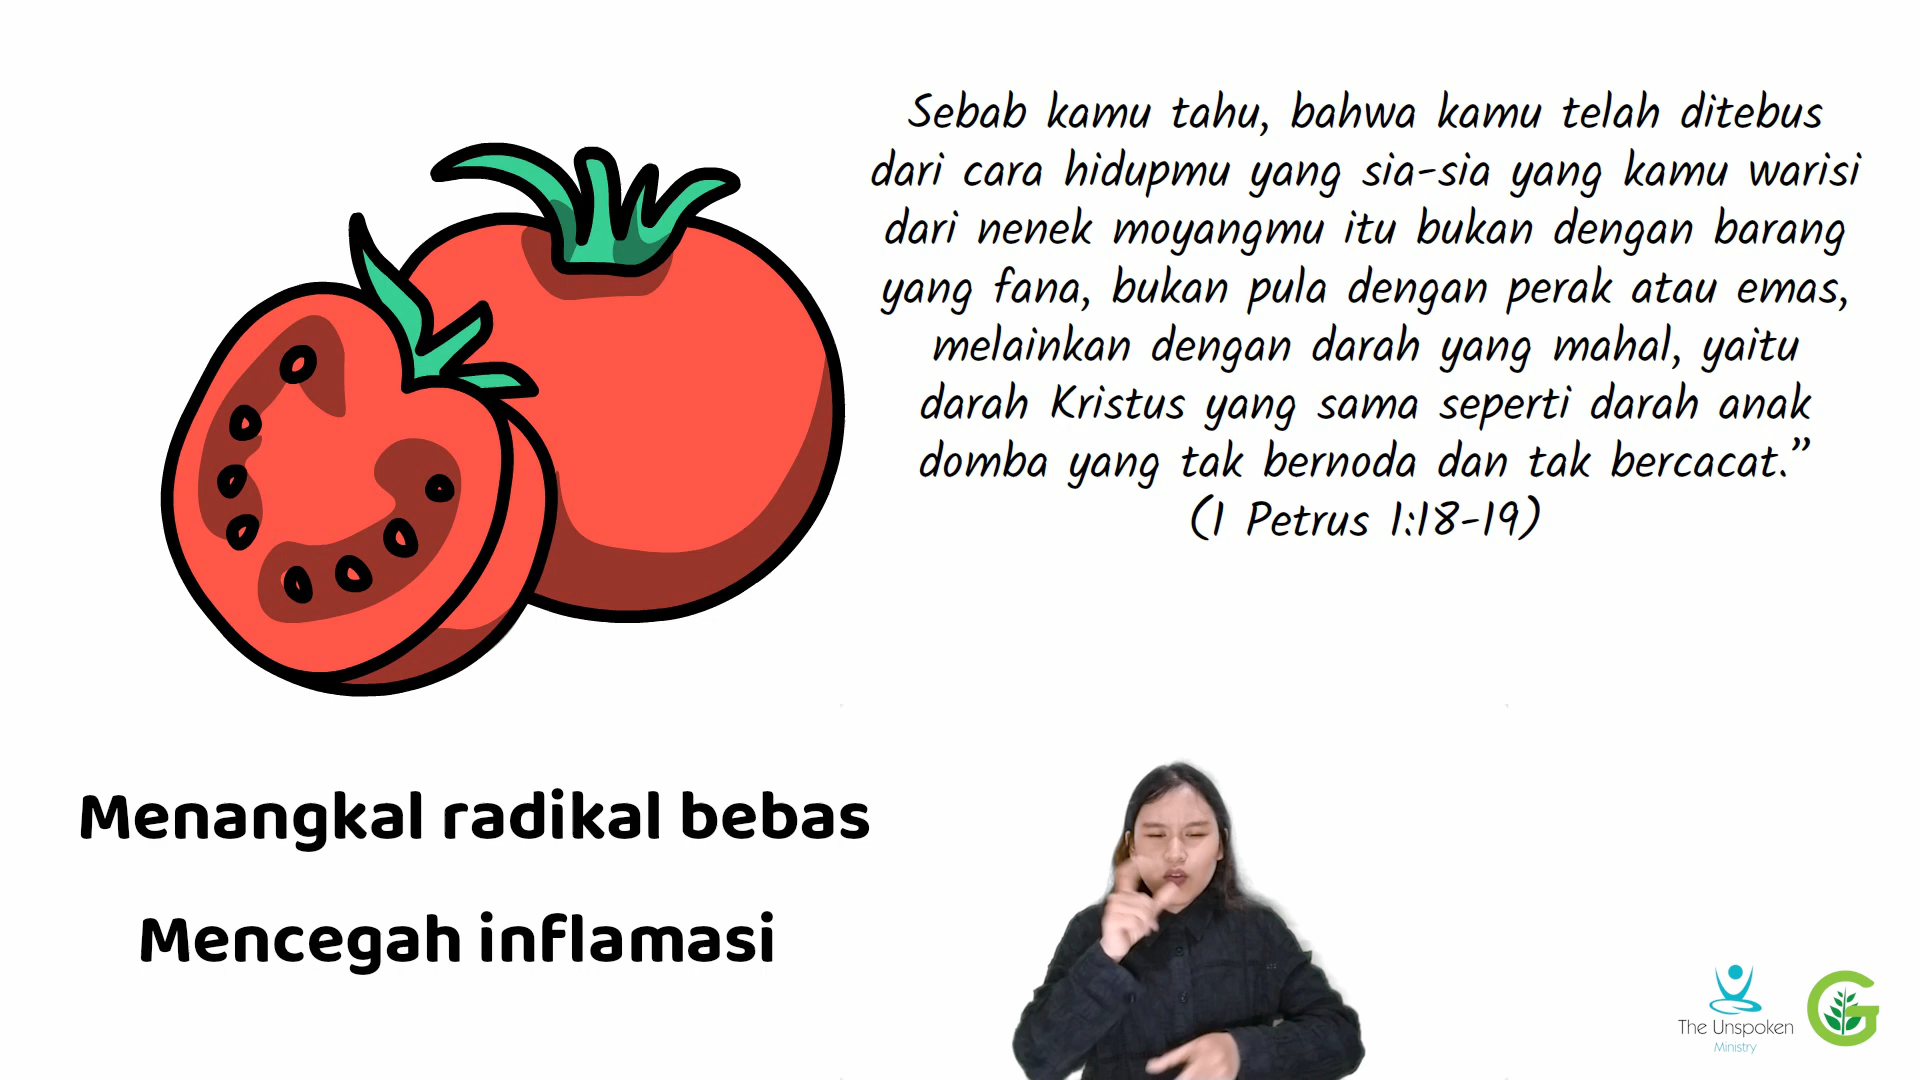 Sebab kamu tahu, bahwa kamu telah ditebus
dari cara hidupmu yang sia-sia yang kamu warisi
dari nenek moyangmu itu bukan dengan barang
yang fana, bukan pula dengan perak atau emas,
melainkan dengan darah yang mahal, yaitu
darah Kristus yang sama seperti darah anak
domba yang tak bernoda dan tak bercacat.”
(1 Petrus 1:18-19)
Menangkal radikal bebas
Mencegah inflamasi
The Unspoken
Ministry
G